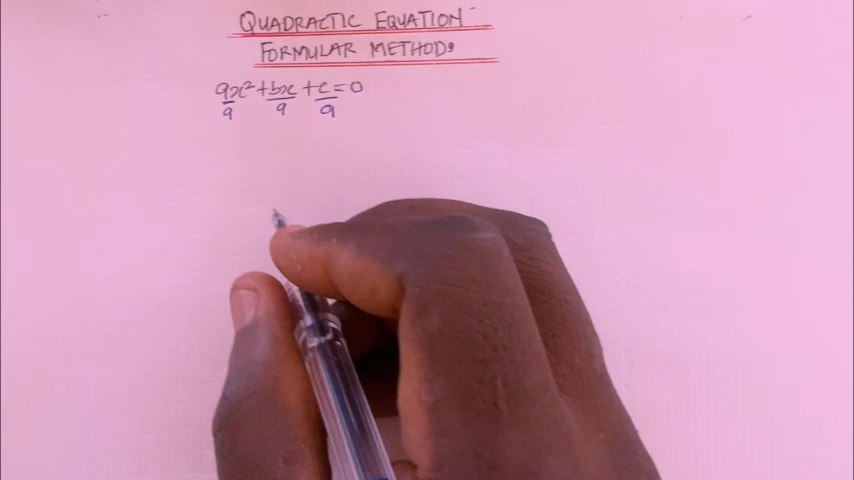 QUADRACTIC EQUATION
FORMULAR METHOD:
ax²+bx+c=0
a a a